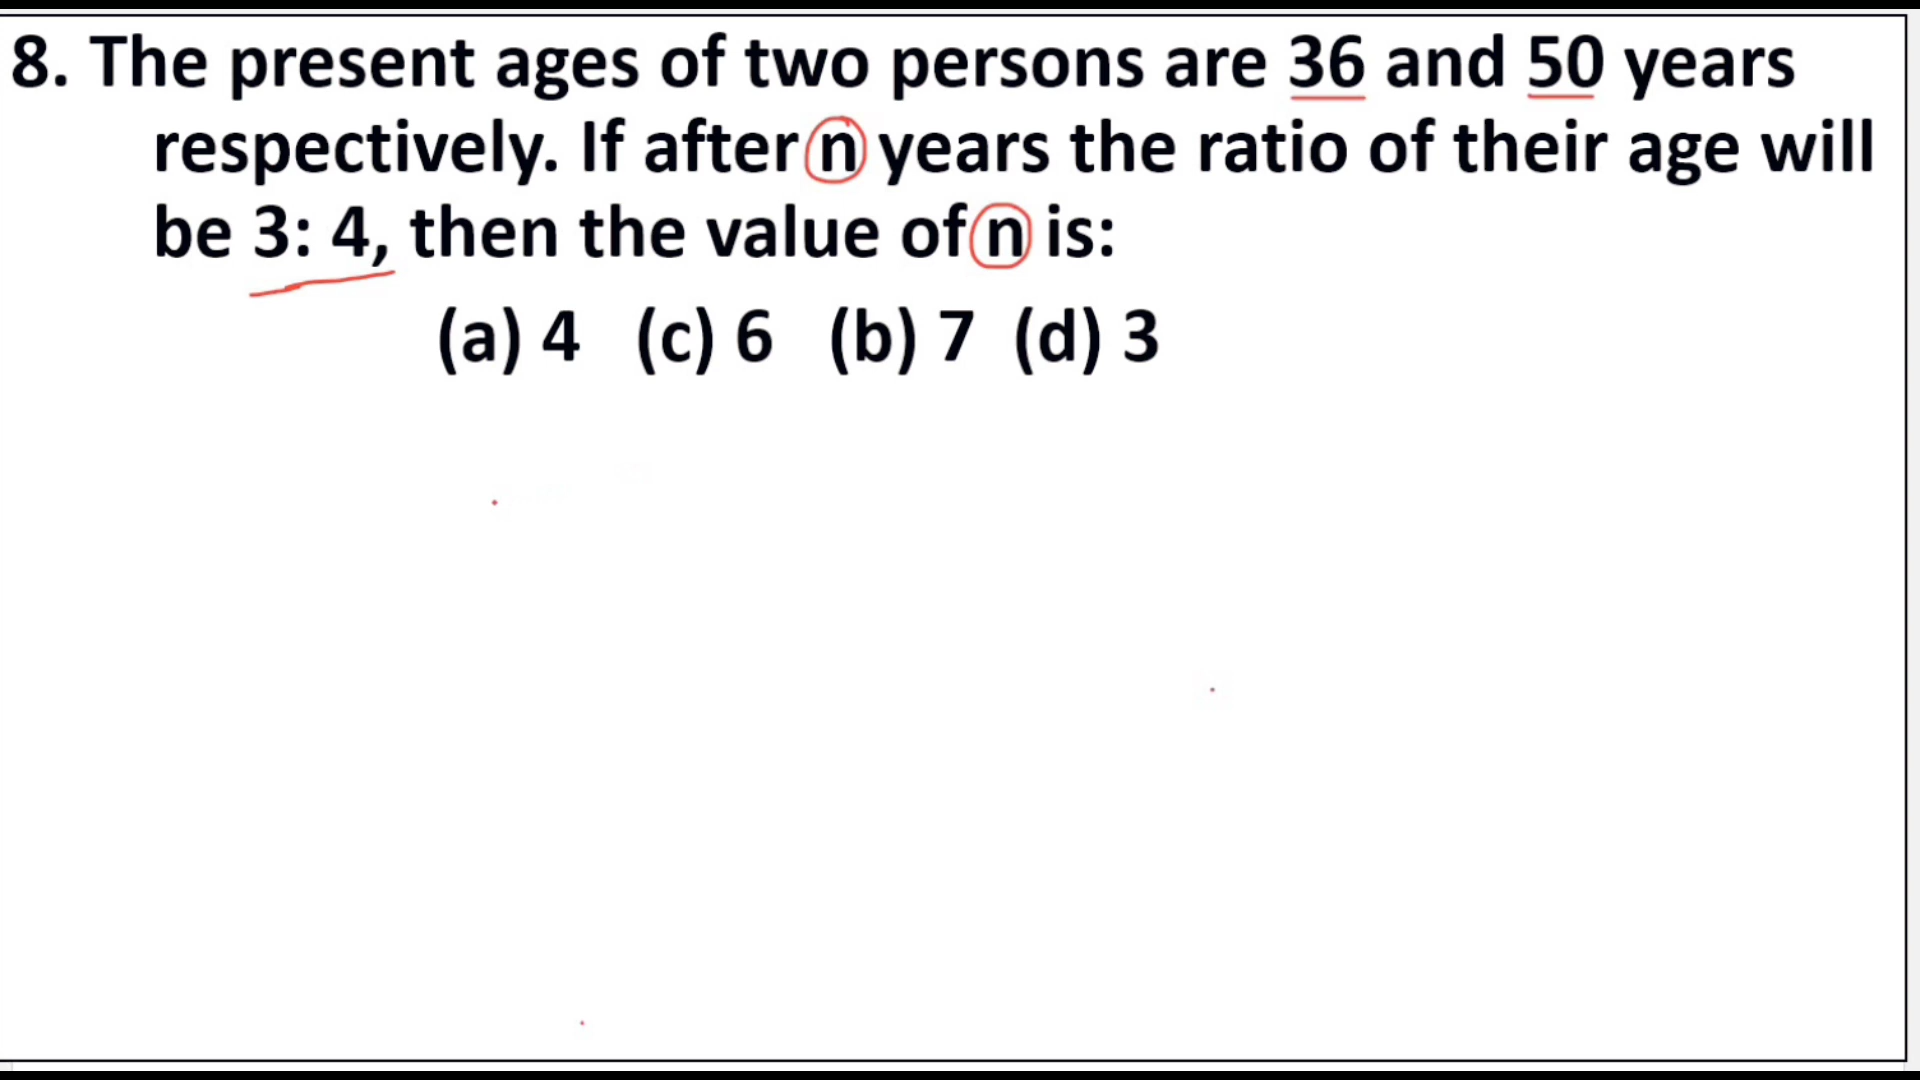 8. The present ages of two persons are 36 and 50 years
respectively. If after n years the ratio of their age will
be 3: 4, then the value of n is:
(a) 4 (c) 6 (b) 7 (d) 3